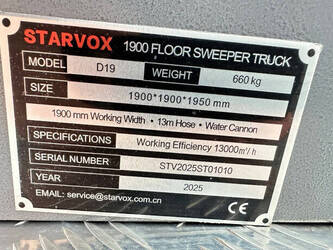 STARVOX 1900 FLOOR SWEEPER TRUCK
MODEL D19 WEIGHT 660 kg
SIZE 1900*1900*1950 mm
1900 mm Working Width • 13m Hose • Water Cannon
SPECIFICATIONS Working Efficiency 13000m²/h
SERIAL NUMBER STV2025ST01010
YEAR 2025
EMAIL: service@starvox.com.cn CE